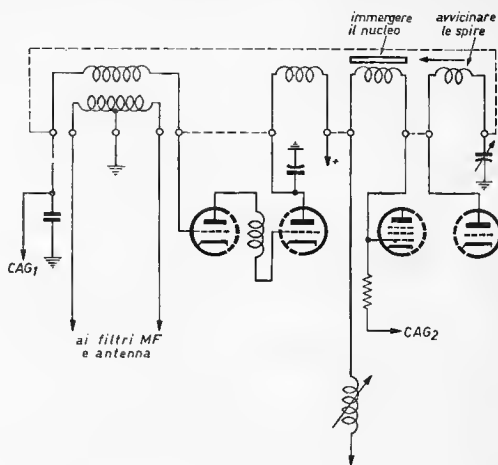 immergere
il nucleo
avvicinare
le spire
+
CAG1
ai filtri MF
e antenna
CAG2